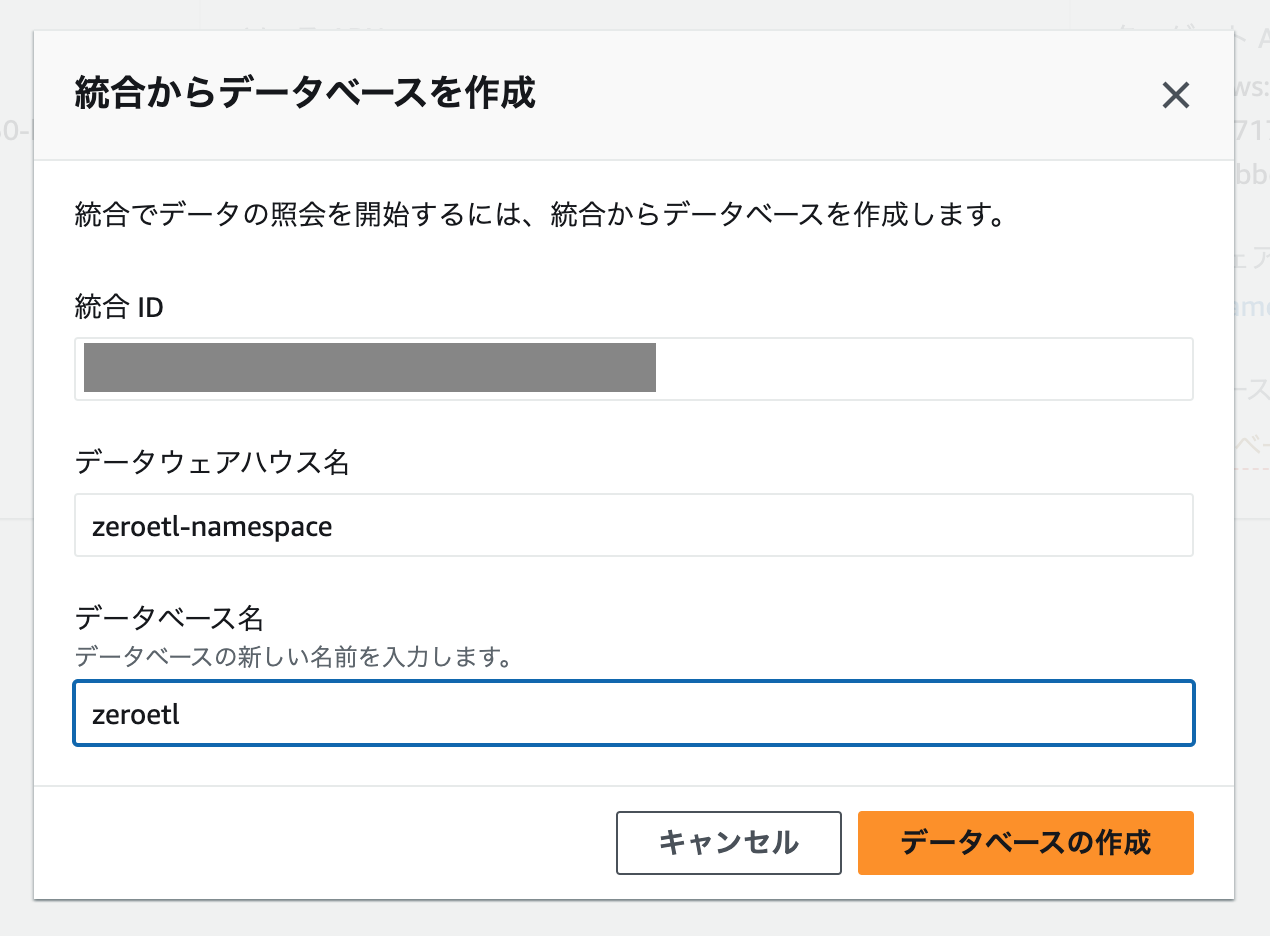 統合からデータベースを作成
統合でデータの照会を開始するには、統合からデータベースを作成します。
統合 ID
データウェアハウス名
zeroetl-namespace
データベース名
データベースの新しい名前を入力します。
zeroetl
キャンセル
データベースの作成